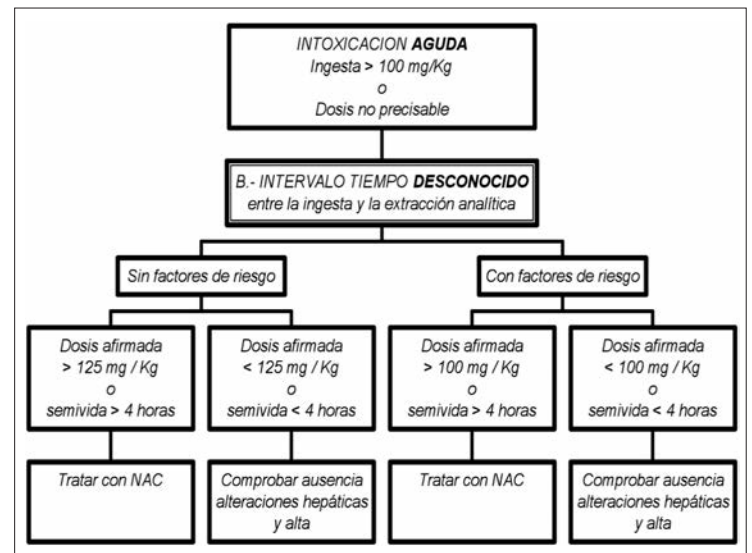 INTOXICACION AGUDA
Ingesta > 100 mg/Kg
o
Dosis no precisable
B.- INTERVALO TIEMPO DESCONOCIDO
entre la ingesta y la extracción analítica
Sin factores de riesgo
Con factores de riesgo
Dosis afirmada
> 125 mg / Kg
o
semivida > 4 horas
Dosis afirmada
< 125 mg / Kg
o
semivida < 4 horas
Dosis afirmada
>100 mg / Kg
o
semivida > 4 horas
Dosis afirmada
< 100 mg / Kg
o
semivida < 4 horas
Tratar con NAC
Comprobar ausencia
alteraciones hepáticas
y alta
Tratar con NAC
Comprobar ausencia
alteraciones hepáticas
y alta